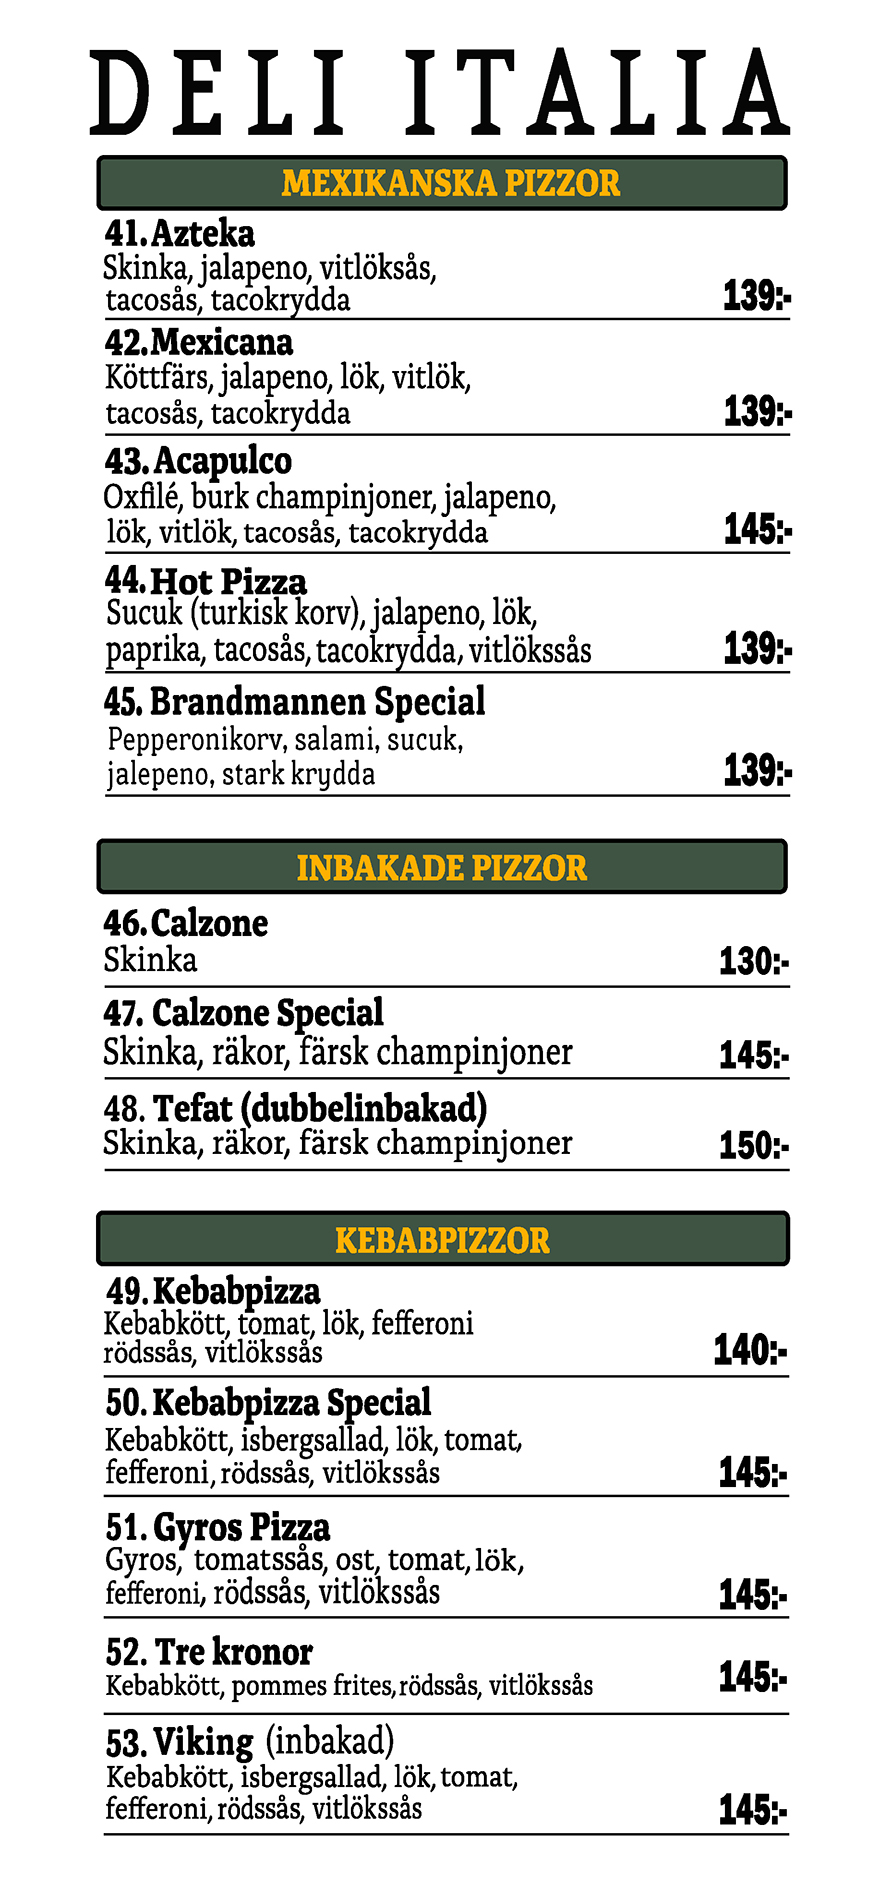 DELI ITALIA
MEXIKANSKA PIZZOR
41. Azteka
Skinka, jalapeno, vitlöksås,
tacosås, tacokrydda 139:-
42. Mexicana
Köttfärs, jalapeno, lök, vitlök,
tacosås, tacokrydda 139:-
43. Acapulco
Oxfilé, burk champinjoner, jalapeno,
lök, vitlök, tacosås, tacokrydda 145:-
44. Hot Pizza
Sucuk (turkisk korv), jalapeno, lök,
paprika, tacosås, tacokrydda, vitlökssås 139:-
45. Brandmannen Special
Pepperonikorv, salami, sucuk,
jalepeno, stark krydda 139:-
INBAKADE PIZZOR
46. Calzone
Skinka 130:-
47. Calzone Special
Skinka, räkor, färsk champinjoner 145:-
48. Tefat (dubbelinbakad)
Skinka, räkor, färsk champinjoner 150:-
KEBABPIZZOR
49. Kebabpizza
Kebabkött, tomat, lök, fefferoni
rödssås, vitlökssås 140:-
50. Kebabpizza Special
Kebabkött, isbergsallad, lök, tomat,
fefferoni, rödssås, vitlökssås 145:-
51. Gyros Pizza
Gyros, tomatssås, ost, tomat, lök,
fefferoni, rödssås, vitlökssås 145:-
52. Tre kronor
Kebabkött, pommes frites, rödssås, vitlökssås 145:-
53. Viking (inbakad)
Kebabkött, isbergsallad, lök, tomat,
fefferoni, rödssås, vitlökssås 145:-